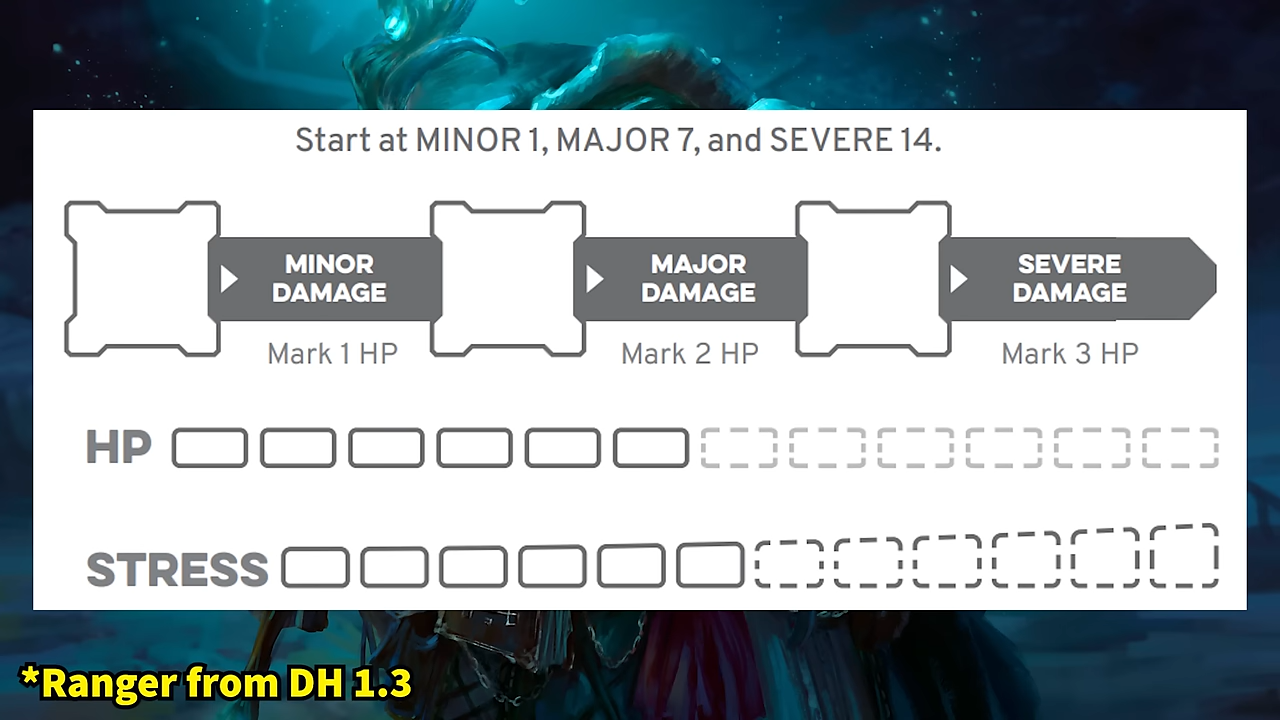 Start at MINOR 1, MAJOR 7, and SEVERE 14.
MINOR
DAMAGE
MAJOR
DAMAGE
SEVERE
DAMAGE
Mark 1 HP
Mark 2 HP
Mark 3 HP
HP
STRESS
*Ranger from DH 1.3